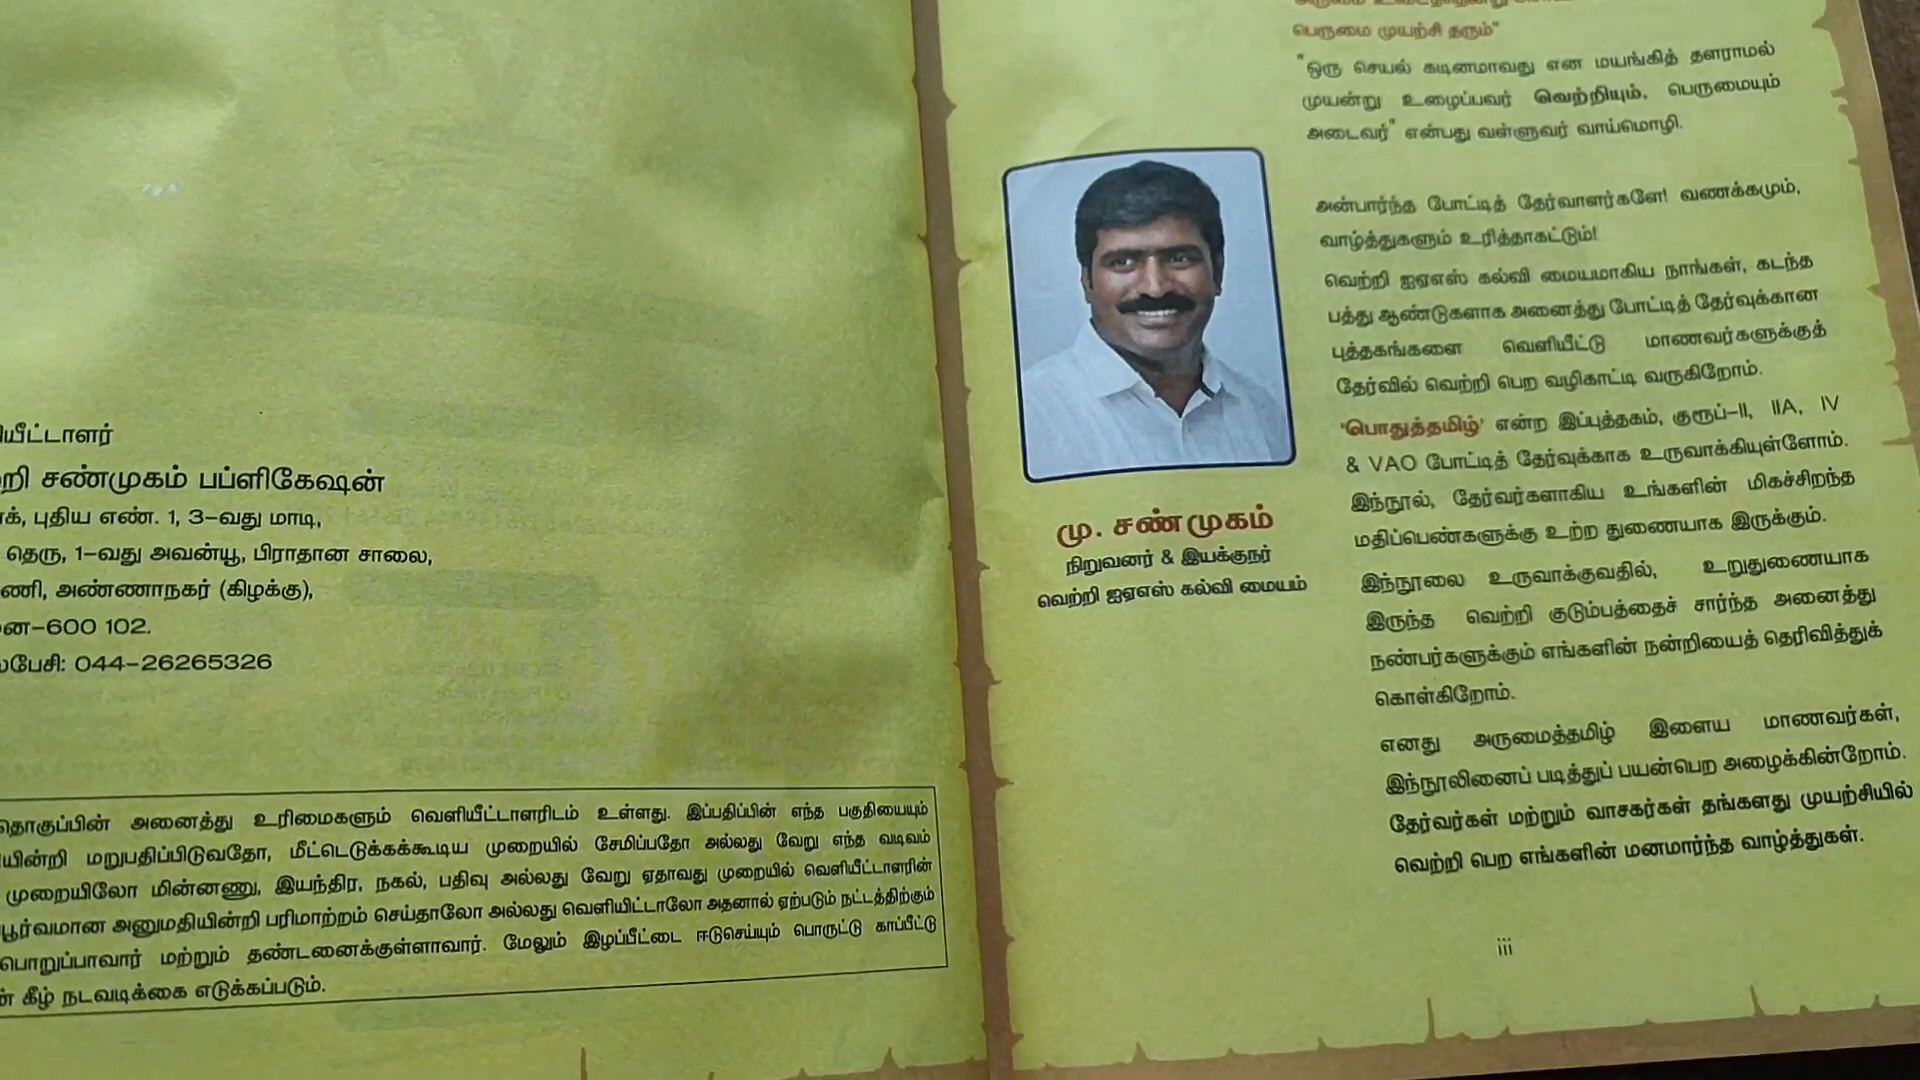 சண்முகம் பப்ளிகேஷன்
புதிய எண். 1, 3-வது மாடி,
தெரு, 1-வது அவன்யூ, பிராதான சாலை,
அண்ணாநகர் (கிழக்கு),
-600 102.
044-26265326
தொகுப்பின் அனைத்து உரிமைகளும் வெளியீட்டாளரிடம் உள்ளது. இப்பதிப்பின் எந்த பகுதியையும்
மறுபதிப்பிடுவதோ, மீட்டெடுக்கக்கூடிய முறையில் சேமிப்பதோ அல்லது வேறு எந்த வடிவம்
முறையிலோ மின்னணு, இயந்திர, நகல், பதிவு அல்லது வேறு ஏதாவது முறையில் வெளியீட்டாளரின்
அனுமதியின்றி பரிமாற்றம் செய்தாலோ அல்லது வெளியிட்டாலோ அதனால் ஏற்படும் நட்டத்திற்கும்
பொறுப்பாவார் மற்றும் தண்டனைக்குள்ளாவார். மேலும் இழப்பீட்டை ஈடுசெய்யும் பொருட்டு காப்பீட்டு
கீழ் நடவடிக்கை எடுக்கப்படும்.
பெருமை முயற்சி தரும்"
"ஒரு செயல் கடினமாவது என மயங்கித் தளராமல்
முயன்று உழைப்பவர் வெற்றியும், பெருமையும்
அடைவர்" என்பது வள்ளுவர் வாய்மொழி.
அன்பார்ந்த போட்டித் தேர்வாளர்களே! வணக்கமும்,
வாழ்த்துகளும் உரித்தாகட்டும்!
வெற்றி ஐஏஎஸ் கல்வி மையமாகிய நாங்கள், கடந்த
பத்து ஆண்டுகளாக அனைத்து போட்டித் தேர்வுக்கான
புத்தகங்களை வெளியீட்டு மாணவர்களுக்குத்
தேர்வில் வெற்றி பெற வழிகாட்டி வருகிறோம்.
'பொதுத்தமிழ்' என்ற இப்புத்தகம், குரூப்-II, IIA, IV
& VAO போட்டித் தேர்வுக்காக உருவாக்கியுள்ளோம்.
இந்நூல், தேர்வர்களாகிய உங்களின் மிகச்சிறந்த
மதிப்பெண்களுக்கு உற்ற துணையாக இருக்கும்.
இந்நூலை உருவாக்குவதில், உறுதுணையாக
இருந்த வெற்றி குடும்பத்தைச் சார்ந்த அனைத்து
நண்பர்களுக்கும் எங்களின் நன்றியைத் தெரிவித்துக்
கொள்கிறோம்.
எனது அருமைத்தமிழ் இளைய மாணவர்கள்,
இந்நூலினைப் படித்துப் பயன்பெற அழைக்கின்றோம்.
தேர்வர்கள் மற்றும் வாசகர்கள் தங்களது முயற்சியில்
வெற்றி பெற எங்களின் மனமார்ந்த வாழ்த்துகள்.
மு. சண்முகம்
நிறுவனர் & இயக்குநர்
வெற்றி ஐஏஎஸ் கல்வி மையம்
iii